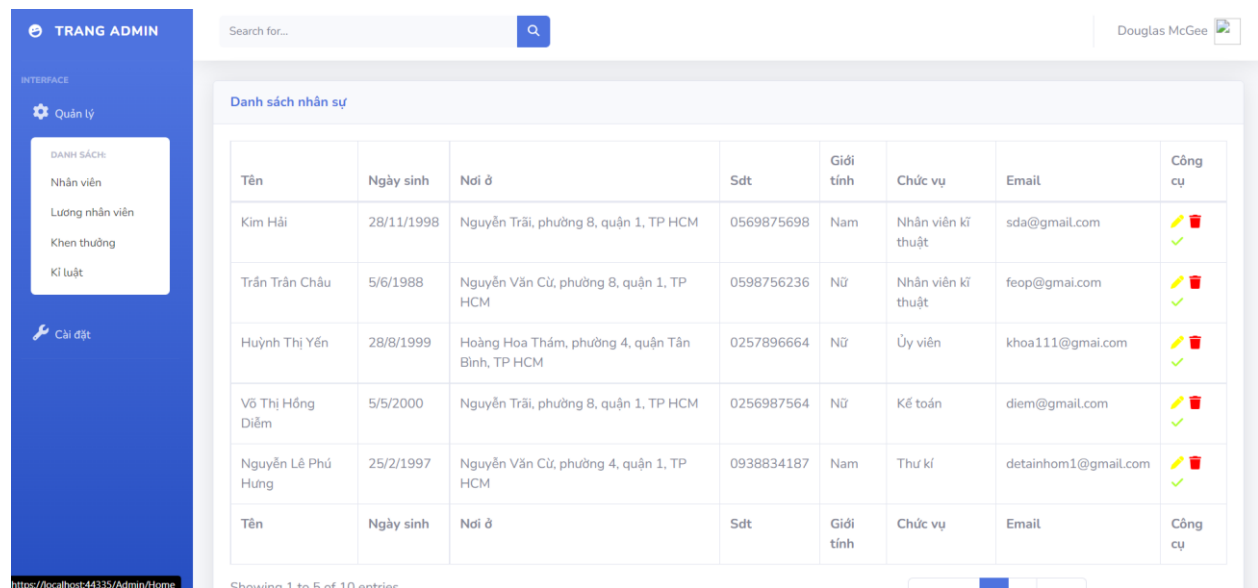 TRANG ADMIN
Search for...
Douglas McGee
INTERFACE
Quản lý
DANH SÁCH:
Nhân viên
Lương nhân viên
Khen thưởng
Kỉ luật
Cài đặt
Danh sách nhân sự
Tên Ngày sinh Nơi ở Sdt Giới tính Chức vụ Email Công cụ
Kim Hải 28/11/1998 Nguyễn Trãi, phường 8, quận 1, TP HCM 0569875698 Nam Nhân viên kĩ thuật sda@gmail.com
Trần Trân Châu 5/6/1988 Nguyễn Văn Cừ, phường 8, quận 1, TP HCM 0598756236 Nữ Nhân viên kĩ thuật feop@gmai.com
Huỳnh Thị Yến 28/8/1999 Hoàng Hoa Thám, phường 4, quận Tân Bình, TP HCM 0257896664 Nữ Ủy viên khoa111@gmai.com
Võ Thị Hồng Diễm 5/5/2000 Nguyễn Trãi, phường 8, quận 1, TP HCM 0256987564 Nữ Kế toán diem@gmail.com
Nguyễn Lê Phú Hưng 25/2/1997 Nguyễn Văn Cừ, phường 4, quận 1, TP HCM 0938834187 Nam Thư kí detainhom1@gmail.com
Tên Ngày sinh Nơi ở Sdt Giới tính Chức vụ Email Công cụ
Showing 1 to 5 of 10 entries
https://localhost:44335/Admin/Home